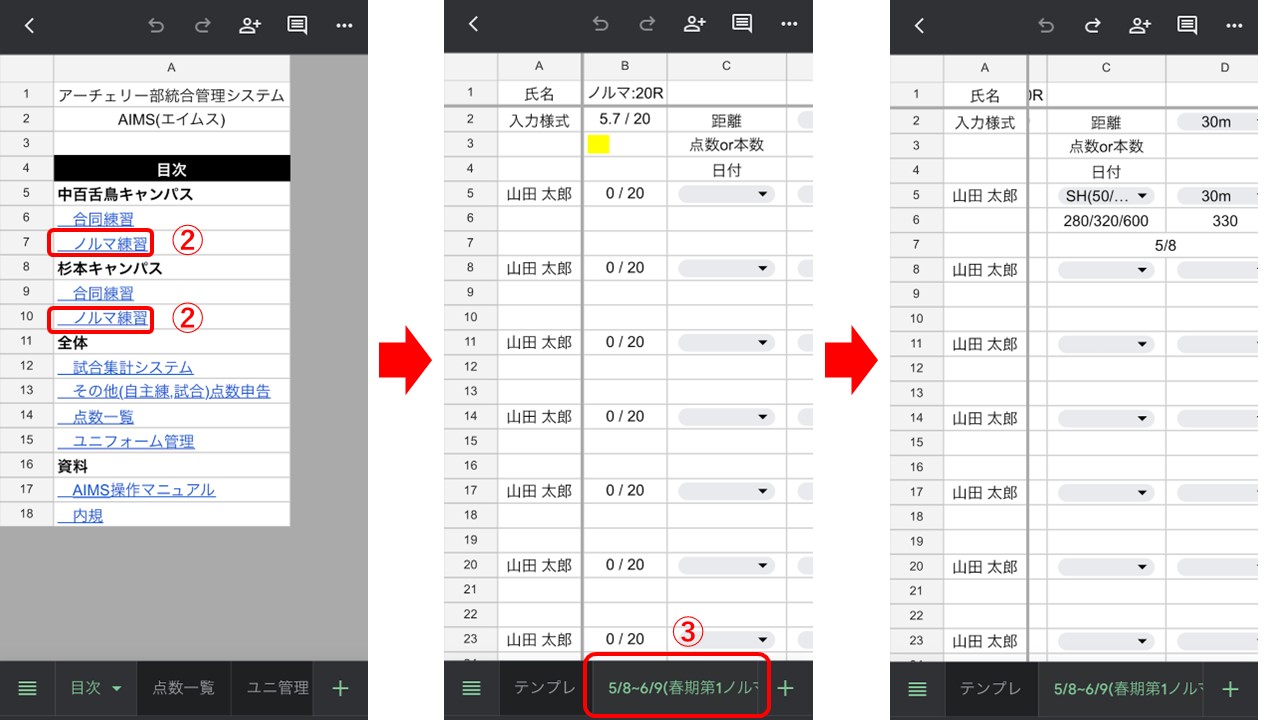 A
1 アーチェリー部統合管理システム
2 AIMS(エイムス)
3
4 目次
5 中百舌鳥キャンパス
6 合同練習
7 ノルマ練習 ②
8 杉本キャンパス
9 合同練習
10 ノルマ練習 ②
11 全体
12 試合集計システム
13 その他(自主練,試合)点数申告
14 点数一覧
15 ユニフォーム管理
16 資料
17 AIMS操作マニュアル
18 内規
目次 点数一覧 ユニ管理
A B C
1 氏名 ノルマ:20R
2 入力様式 5.7 / 20 距離
3 点数or本数
4 日付
5 山田 太郎 0 / 20
6
7
8 山田 太郎 0 / 20
9
10
11 山田 太郎 0 / 20
12
13
14 山田 太郎 0 / 20
15
16
17 山田 太郎 0 / 20
18
19
20 山田 太郎 0 / 20
21
22
23 山田 太郎 0 / 20
③
テンプレ 5/8~6/9(春期第1ノルマ
A C D
1 氏名 0R
2 入力様式 距離 30m
3 点数or本数
4 日付
5 山田 太郎 SH(50/... 30m
6 280/320/600 330
7 5/8
8 山田 太郎
9
10
11 山田 太郎
12
13
14 山田 太郎
15
16
17 山田 太郎
18
19
20 山田 太郎
21
22
23 山田 太郎
テンプレ 5/8~6/9(春期第1ノルマ